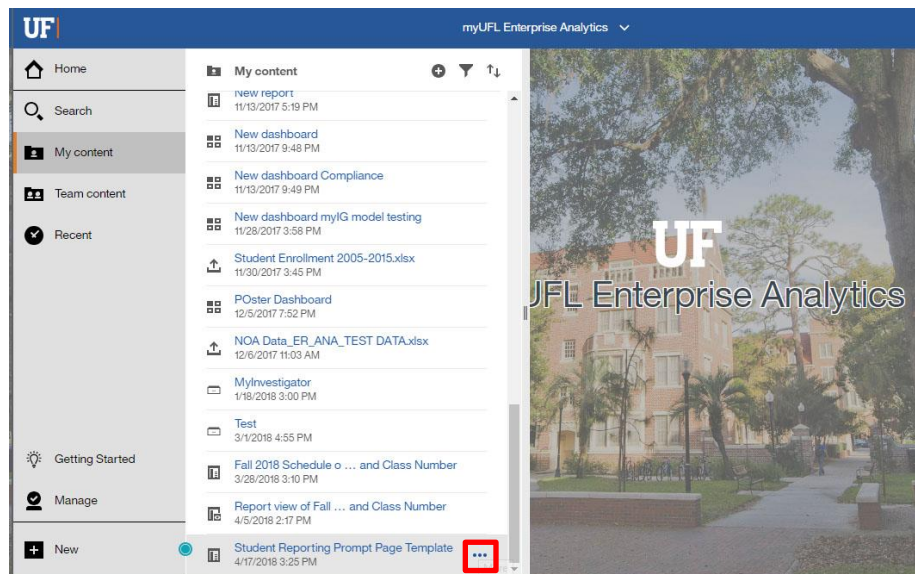 UF
myUFL Enterprise Analytics
Home
Search
My content
Team content
Recent
Getting Started
Manage
New
My content
New report
11/13/2017 5:19 PM
New dashboard
11/13/2017 9:48 PM
New dashboard Compliance
11/13/2017 9:49 PM
New dashboard myIG model testing
11/28/2017 3:58 PM
Student Enrollment 2005-2015.xlsx
11/30/2017 3:45 PM
POster Dashboard
12/5/2017 7:52 PM
NOA Data_ER_ANA_TEST DATA.xlsx
12/6/2017 11:03 AM
MyInvestigator
1/18/2018 3:00 PM
Test
3/1/2018 4:55 PM
Fall 2018 Schedule o ... and Class Number
3/28/2018 3:10 PM
Report view of Fall ... and Class Number
4/5/2018 2:17 PM
Student Reporting Prompt Page Template
4/17/2018 3:25 PM
UF
UFL Enterprise Analytics